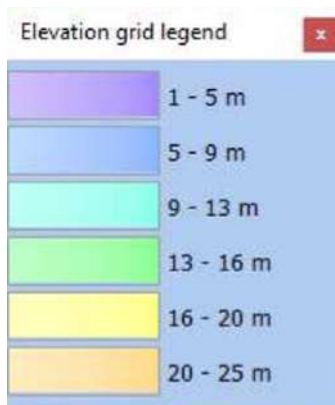 Elevation grid legend
x
1 - 5 m
5 - 9 m
9 - 13 m
13 - 16 m
16 - 20 m
20 - 25 m